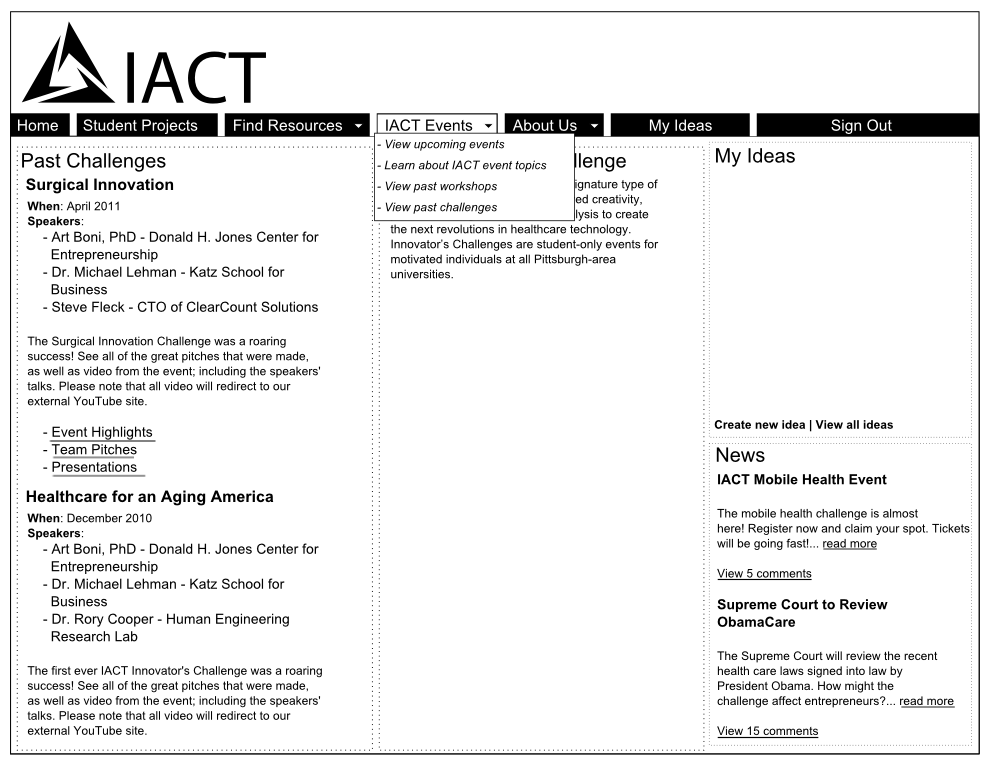 IACT
Home
Student Projects
Find Resources
IACT Events
About Us
My Ideas
Sign Out
- View upcoming events
- Learn about IACT event topics
- View past workshops
- View past challenges
Past Challenges
Surgical Innovation
When: April 2011
Speakers:
- Art Boni, PhD - Donald H. Jones Center for
Entrepreneurship
- Dr. Michael Lehman - Katz School for
Business
- Steve Fleck - CTO of ClearCount Solutions
The Surgical Innovation Challenge was a roaring
success! See all of the great pitches that were made,
as well as video from the event; including the speakers'
talks. Please note that all video will redirect to our
external YouTube site.
- Event Highlights
- Team Pitches
- Presentations
Healthcare for an Aging America
When: December 2010
Speakers:
- Art Boni, PhD - Donald H. Jones Center for
Entrepreneurship
- Dr. Michael Lehman - Katz School for
Business
- Dr. Rory Cooper - Human Engineering
Research Lab
The first ever IACT Innovator's Challenge was a roaring
success! See all of the great pitches that were made,
as well as video from the event; including the speakers'
talks. Please note that all video will redirect to our
external YouTube site.
llenge
ignature type of
ed creativity,
lysis to create
the next revolutions in healthcare technology.
Innovator's Challenges are student-only events for
motivated individuals at all Pittsburgh-area
universities.
My Ideas
Create new idea | View all ideas
News
IACT Mobile Health Event
The mobile health challenge is almost
here! Register now and claim your spot. Tickets
will be going fast!... read more
View 5 comments
Supreme Court to Review
ObamaCare
The Supreme Court will review the recent
health care laws signed into law by
President Obama. How might the
challenge affect entrepreneurs?... read more
View 15 comments